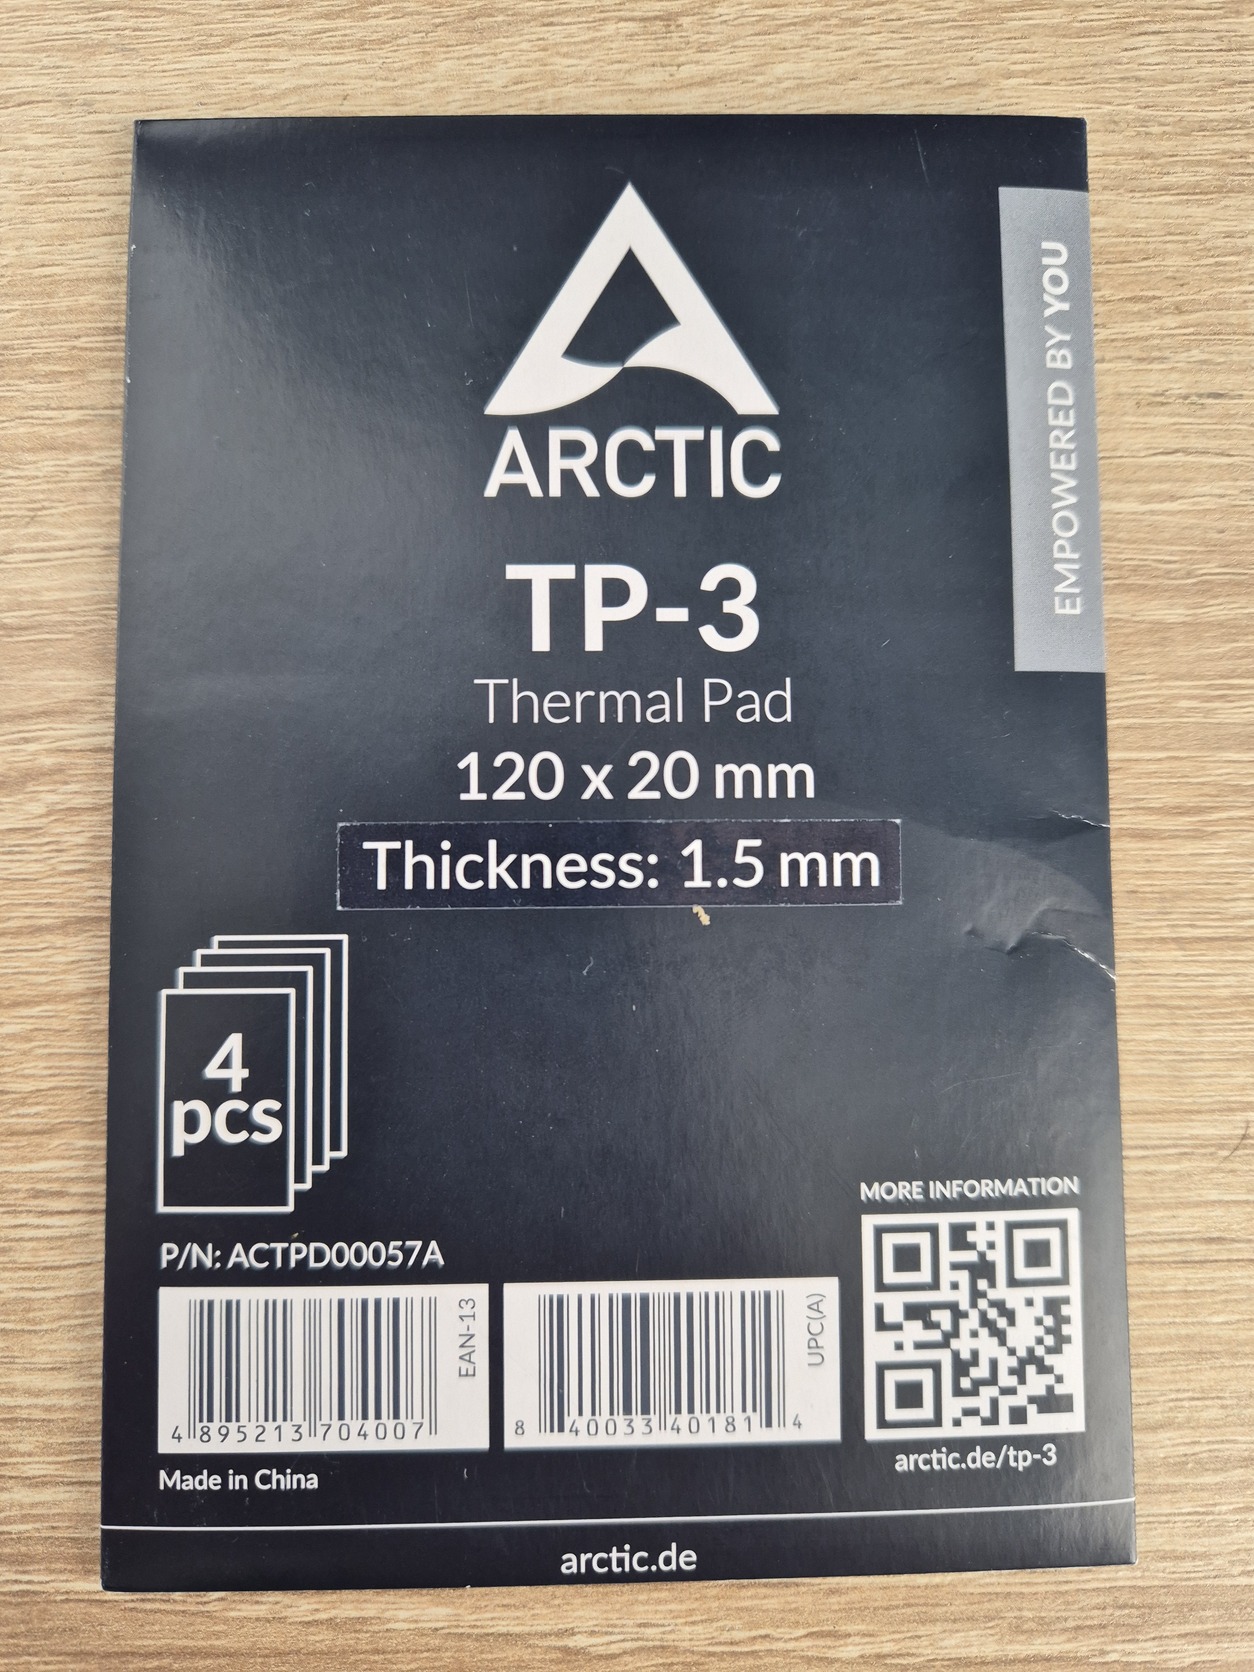 ARCTIC
EMPOWERED BY YOU
TP-3
Thermal Pad
120 x 20 mm
Thickness: 1.5 mm
4
pcs
MORE INFORMATION
P/N: ACTPD00057A
EAN-13
4 895213 704007
UPC(A)
8 40033 40181 4
arctic.de/tp-3
Made in China
arctic.de